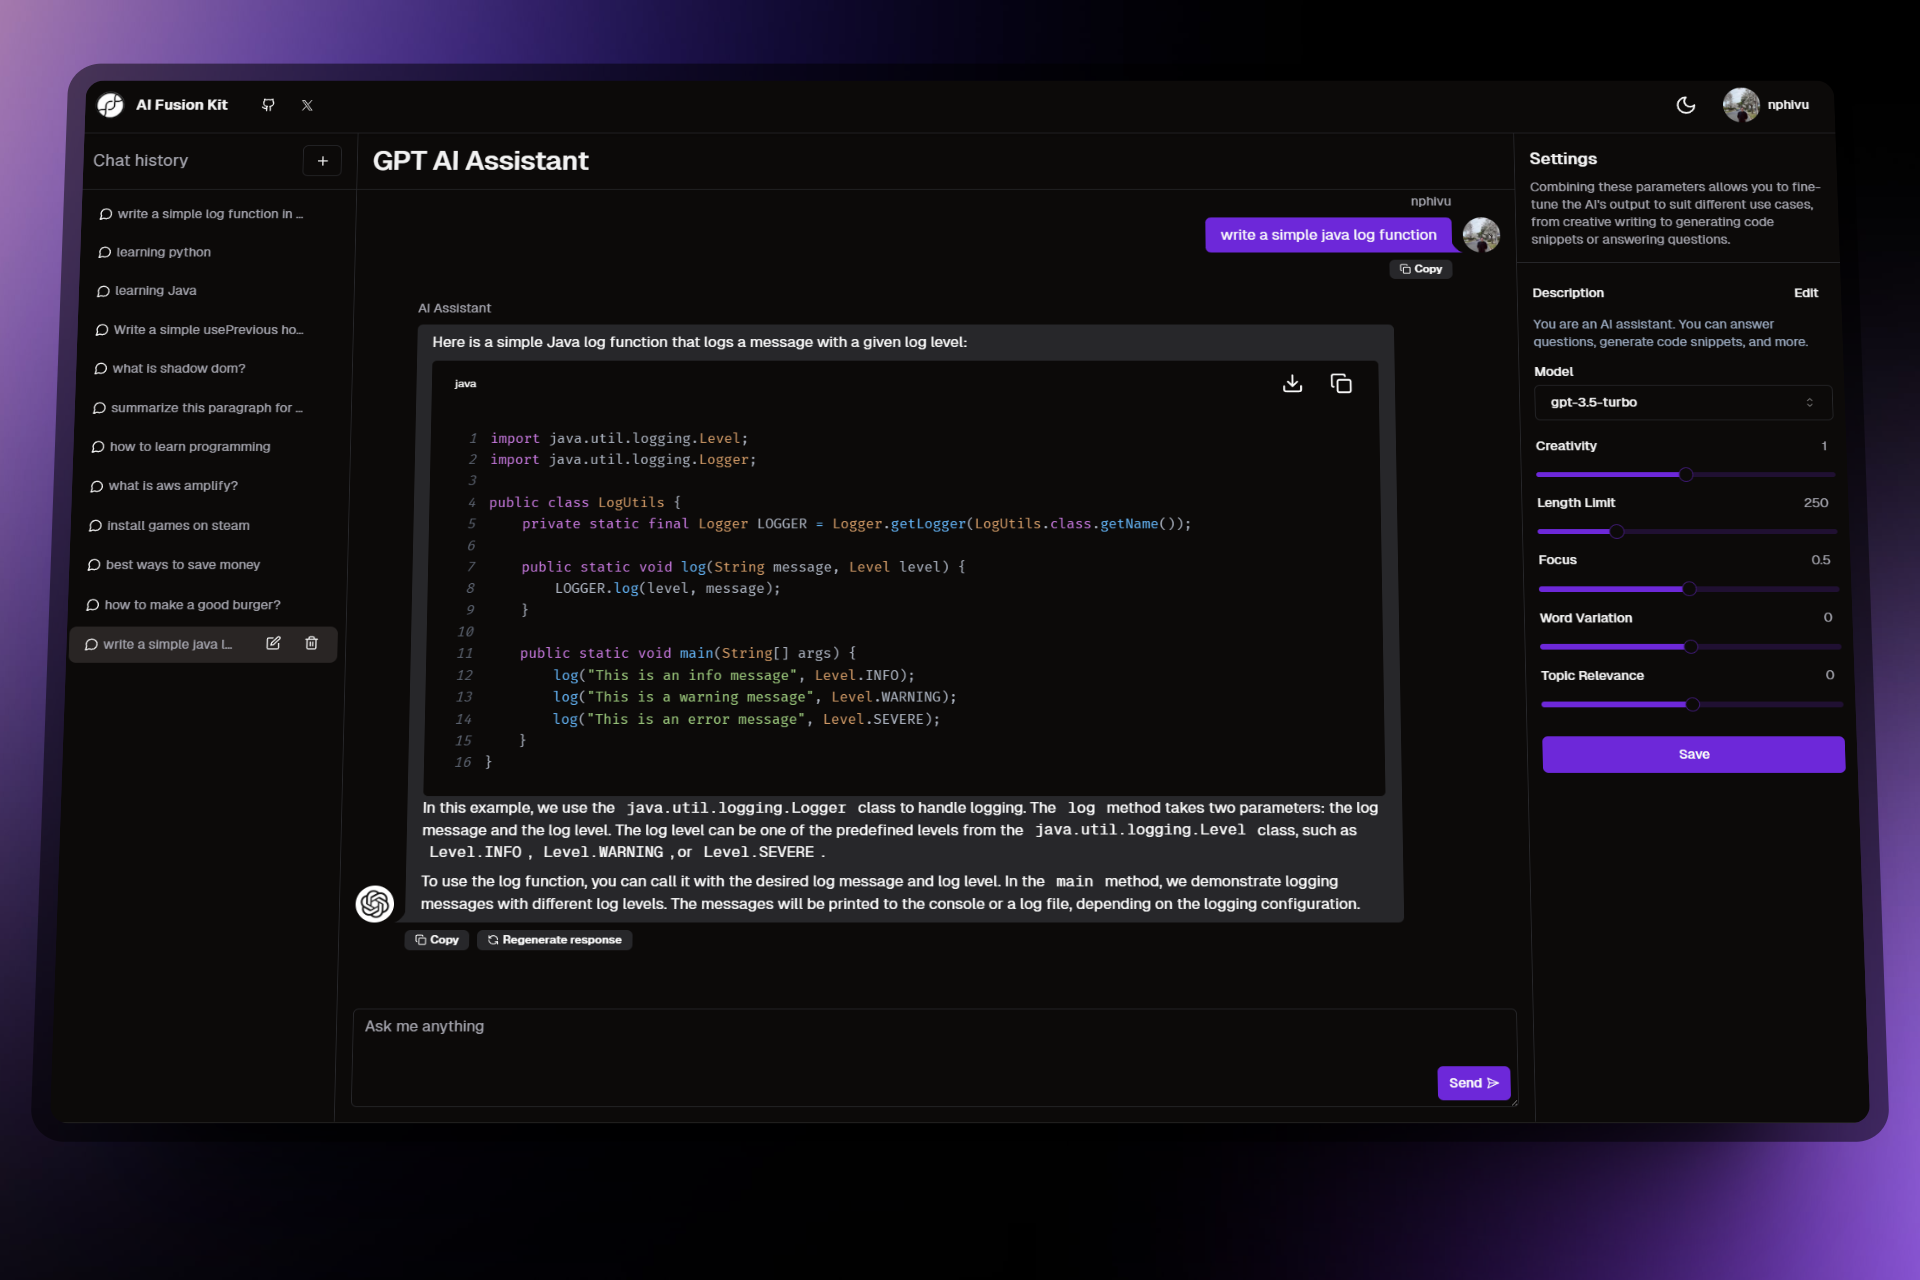 AI Fusion Kit
nphivu
Chat history
+
write a simple log function in ...
learning python
learning Java
Write a simple usePrevious ho...
what is shadow dom?
summarize this paragraph for ...
how to learn programming
what is aws amplify?
install games on steam
best ways to save money
how to make a good burger?
write a simple java l...
GPT AI Assistant
nphivu
write a simple java log function
Copy
AI Assistant
Here is a simple Java log function that logs a message with a given log level:
java
1 import java.util.logging.Level;
2 import java.util.logging.Logger;
3
4 public class LogUtils {
5     private static final Logger LOGGER = Logger.getLogger(LogUtils.class.getName());
6
7     public static void log(String message, Level level) {
8         LOGGER.log(level, message);
9     }
10
11     public static void main(String[] args) {
12         log("This is an info message", Level.INFO);
13         log("This is a warning message", Level.WARNING);
14         log("This is an error message", Level.SEVERE);
15     }
16 }
In this example, we use the java.util.logging.Logger class to handle logging. The log method takes two parameters: the log
message and the log level. The log level can be one of the predefined levels from the java.util.logging.Level class, such as
Level.INFO , Level.WARNING , or Level.SEVERE .
To use the log function, you can call it with the desired log message and log level. In the main method, we demonstrate logging
messages with different log levels. The messages will be printed to the console or a log file, depending on the logging configuration.
Copy
Regenerate response
Ask me anything
Send
Settings
Combining these parameters allows you to fine-
tune the AI's output to suit different use cases,
from creative writing to generating code
snippets or answering questions.
Description
Edit
You are an AI assistant. You can answer
questions, generate code snippets, and more.
Model
gpt-3.5-turbo
Creativity 1
Length Limit 250
Focus 0.5
Word Variation 0
Topic Relevance 0
Save